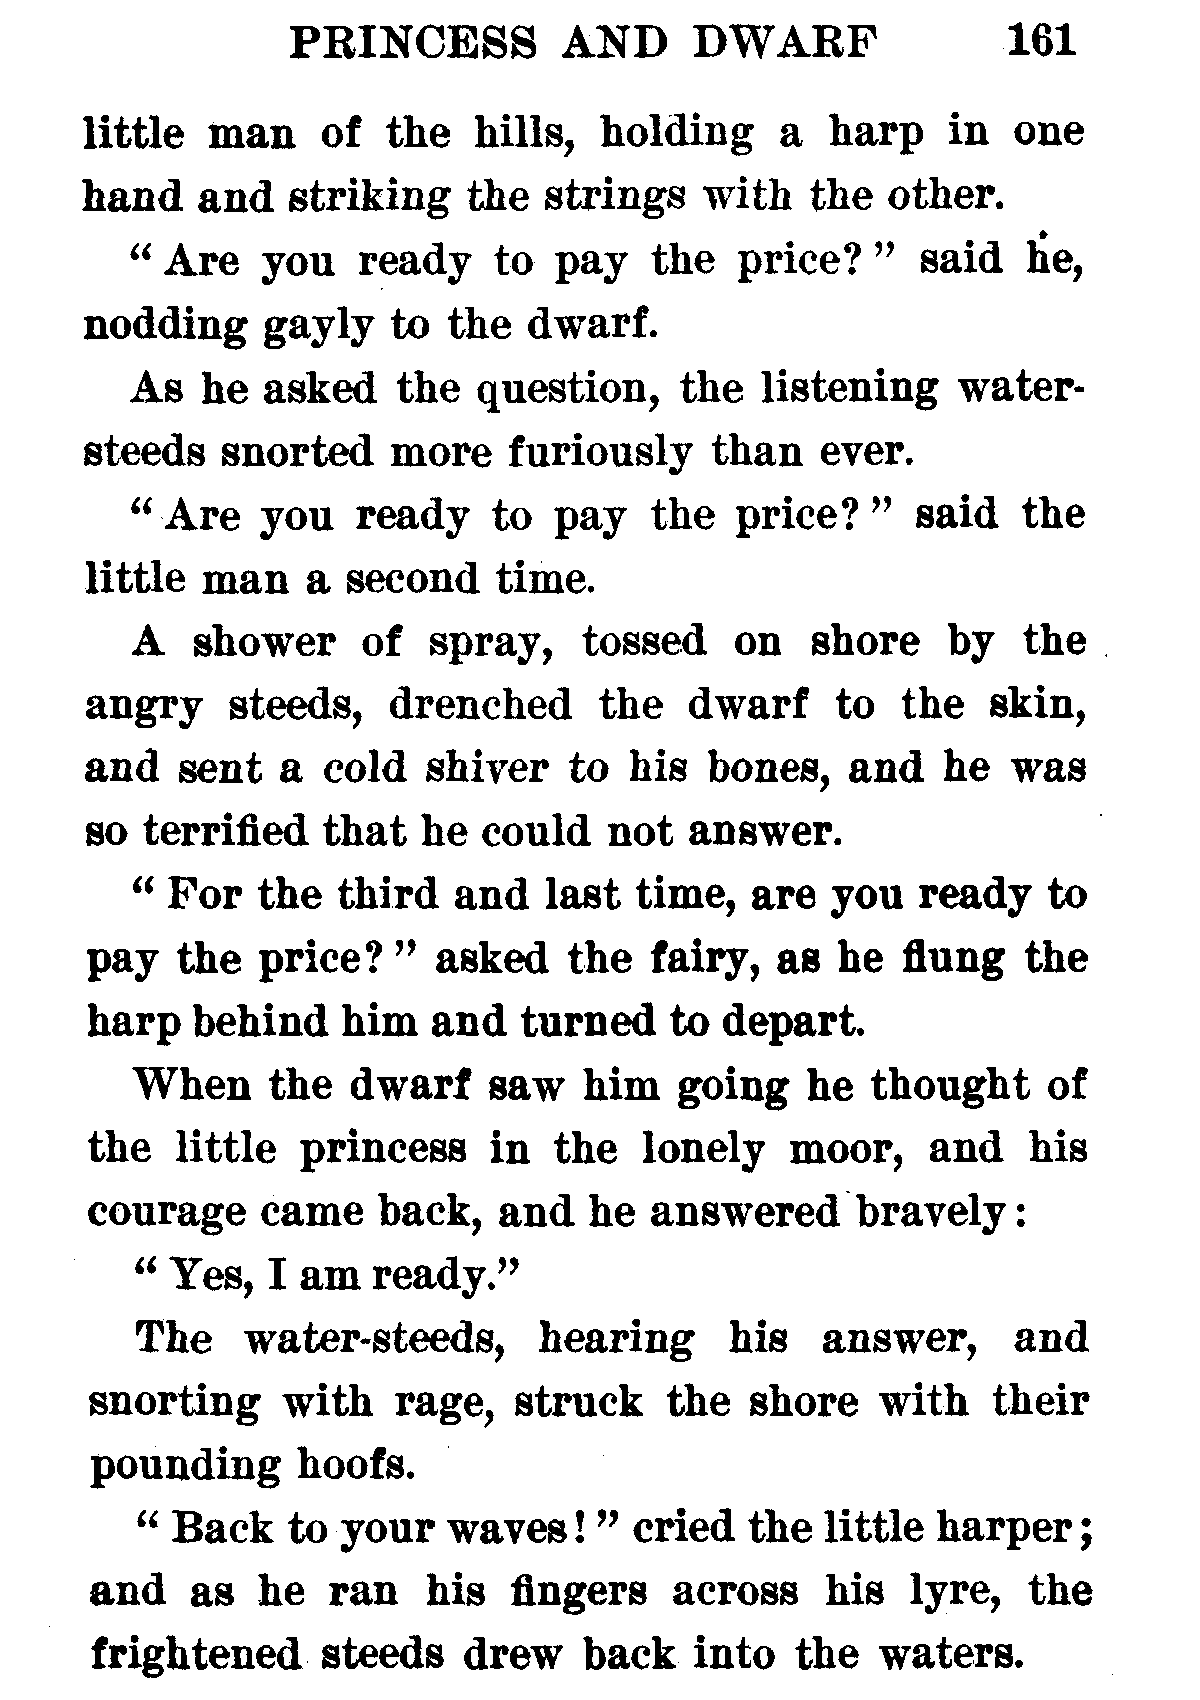 PRINCESS AND DWARF 161
little man of the hills, holding a harp in one
hand and striking the strings with the other.
“ Are you ready to pay the price? ” said he,
nodding gayly to the dwarf.
As he asked the question, the listening water-
steeds snorted more furiously than ever.
“ Are you ready to pay the price? ” said the
little man a second time.
A shower of spray, tossed on shore by the
angry steeds, drenched the dwarf to the skin,
and sent a cold shiver to his bones, and he was
so terrified that he could not answer.
“ For the third and last time, are you ready to
pay the price? ” asked the fairy, as he flung the
harp behind him and turned to depart.
When the dwarf saw him going he thought of
the little princess in the lonely moor, and his
courage came back, and he answered bravely :
“ Yes, I am ready.”
The water-steeds, hearing his answer, and
snorting with rage, struck the shore with their
pounding hoofs.
“ Back to your waves! ” cried the little harper;
and as he ran his fingers across his lyre, the
frightened steeds drew back into the waters.